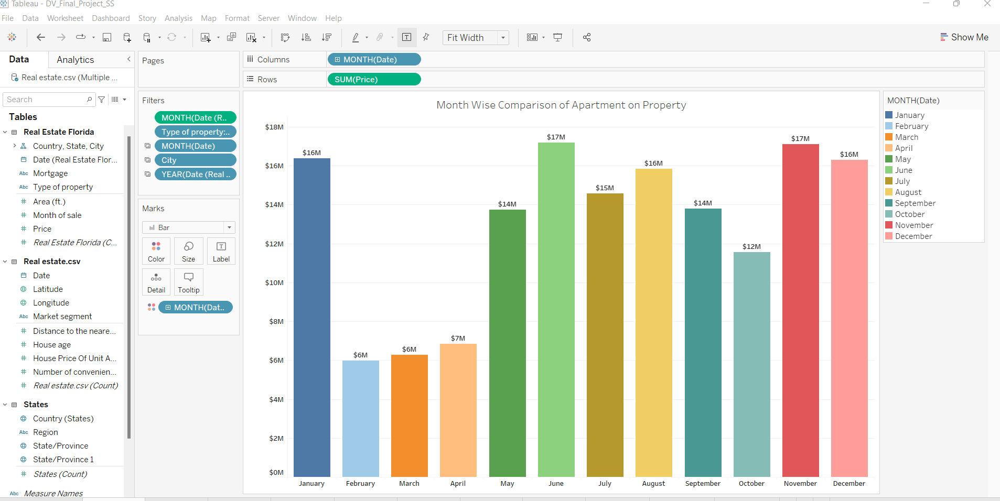 Tableau - DV_Final_Project_SS
File Data Worksheet Dashboard Story Analysis Map Format Server Window Help
Fit Width
Show Me
Data
Analytics
Real estate.csv (Multiple ...
Search
Tables
Real Estate Florida
Country, State, City
Date (Real Estate Flor...
Abc Mortgage
Abc Type of property
# Area (ft.)
# Month of sale
# Price
# Real Estate Florida (C...
Real estate.csv
Date
Latitude
Longitude
Abc Market segment
# Distance to the neare...
# House age
# House Price Of Unit A...
# Number of convenien...
# Real estate.csv (Count)
States
Country (States)
Abc Region
State/Province
State/Province 1
# States (Count)
Abc Measure Names
Pages
Filters
MONTH(Date (R..
Type of property:..
MONTH(Date)
City
YEAR(Date (Real ..
Marks
Bar
Color
Size
T
Label
Detail
Tooltip
MONTH(Dat..
Columns
MONTH(Date)
Rows
SUM(Price)
Month Wise Comparison of Apartment on Property
$18M
$16M
$14M
$12M
$10M
$8M
$6M
$4M
$2M
$0M
$16M
$6M
$6M
$7M
$14M
$17M
$15M
$16M
$14M
$12M
$17M
$16M
January February March April May June July August September October November December
MONTH(Date)
January
February
March
April
May
June
July
August
September
October
November
December